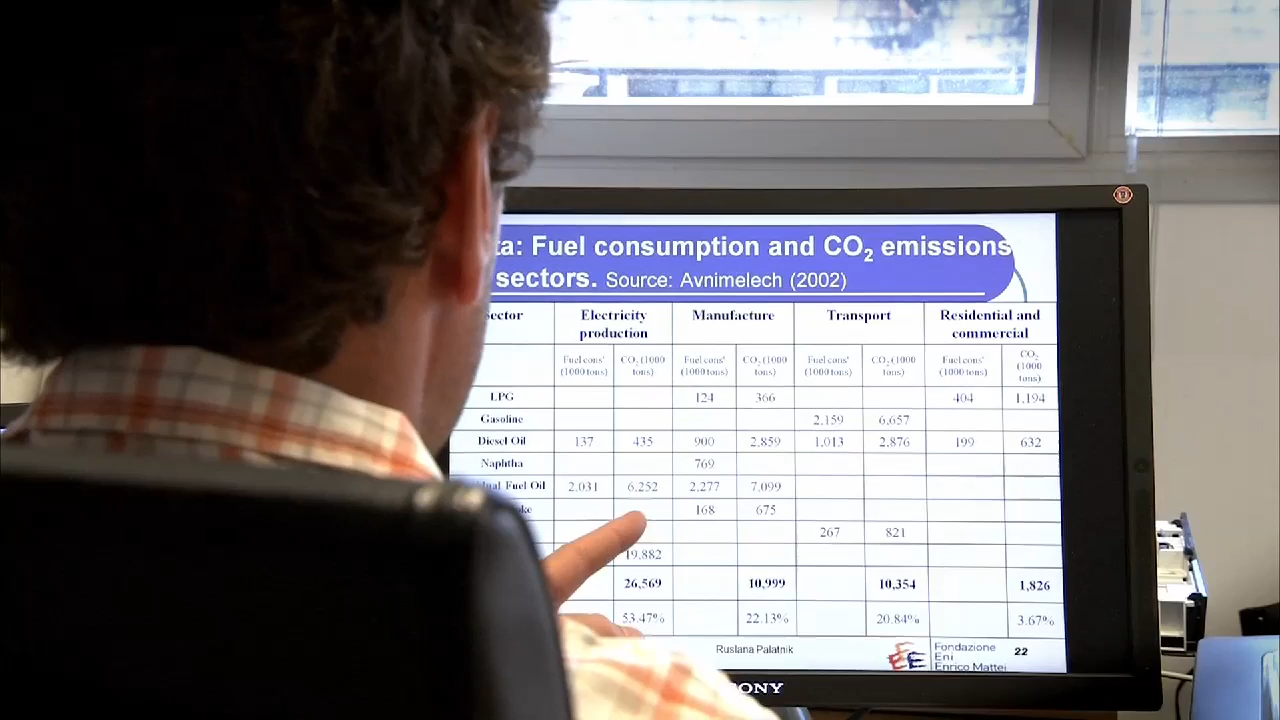 ta: Fuel consumption and CO₂ emissions
sectors. Source: Avnimelech (2002)
ector Electricity production Manufacture Transport Residential and commercial
Fuel cons' (1000 tons) CO₂ (1000 tons) Fuel cons' (1000 tons) CO₂ (1000 tons) Fuel cons' (1000 tons) CO₂ (1000 tons) Fuel cons' (1000 tons) CO₂ (1000 tons)
LPG 124 366 404 1,194
Gasoline 2,159 6,657
Diesel Oil 137 435 900 2,859 1,013 2,876 199 632
Naphtha 769
dual Fuel Oil 2,031 6,252 2,277 7,099
oke 168 675
267 821
19,882
26,569 10,999 10,354 1,826
53.47% 22.13% 20.84% 3.67%
Ruslana Palatnik
Fondazione
Eni
Enrico Mattei
22
ONY